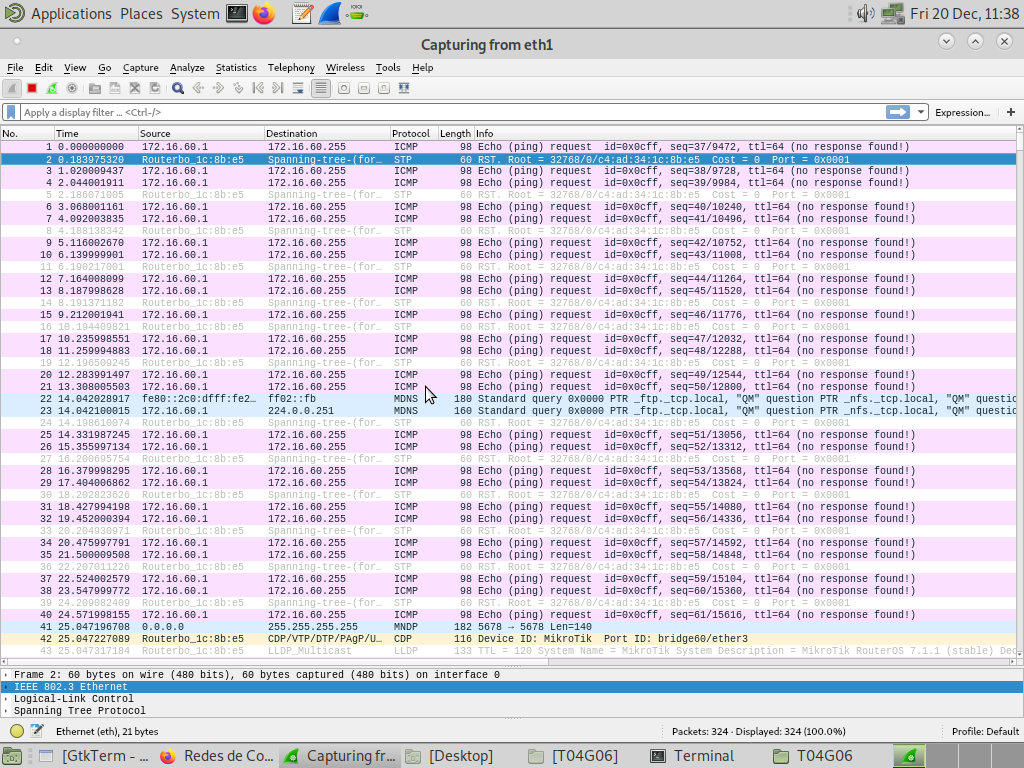 Applications Places System Fri 20 Dec, 11:38
Capturing from eth1
File Edit View Go Capture Analyze Statistics Telephony Wireless Tools Help
Apply a display filter ... <Ctrl-/> Expression... +
No. Time Source Destination Protocol Length Info
1 0.000000000 172.16.60.1 172.16.60.255 ICMP 98 Echo (ping) request id=0x0cff, seq=37/9472, ttl=64 (no response found!)
2 0.183975320 Routerbo_1c:8b:e5 Spanning-tree-(for… STP 60 RST. Root = 32768/0/c4:ad:34:1c:8b:e5 Cost = 0 Port = 0x0001
3 1.020009437 172.16.60.1 172.16.60.255 ICMP 98 Echo (ping) request id=0x0cff, seq=38/9728, ttl=64 (no response found!)
4 2.044001911 172.16.60.1 172.16.60.255 ICMP 98 Echo (ping) request id=0x0cff, seq=39/9984, ttl=64 (no response found!)
5 2.186071005 Routerbo_1c:8b:e5 Spanning-tree-(for… STP 60 RST. Root = 32768/0/c4:ad:34:1c:8b:e5 Cost = 0 Port = 0x0001
6 3.068001161 172.16.60.1 172.16.60.255 ICMP 98 Echo (ping) request id=0x0cff, seq=40/10240, ttl=64 (no response found!)
7 4.092003835 172.16.60.1 172.16.60.255 ICMP 98 Echo (ping) request id=0x0cff, seq=41/10496, ttl=64 (no response found!)
8 4.188138342 Routerbo_1c:8b:e5 Spanning-tree-(for… STP 60 RST. Root = 32768/0/c4:ad:34:1c:8b:e5 Cost = 0 Port = 0x0001
9 5.116002670 172.16.60.1 172.16.60.255 ICMP 98 Echo (ping) request id=0x0cff, seq=42/10752, ttl=64 (no response found!)
10 6.139999901 172.16.60.1 172.16.60.255 ICMP 98 Echo (ping) request id=0x0cff, seq=43/11008, ttl=64 (no response found!)
11 6.190217001 Routerbo_1c:8b:e5 Spanning-tree-(for… STP 60 RST. Root = 32768/0/c4:ad:34:1c:8b:e5 Cost = 0 Port = 0x0001
12 7.164008099 172.16.60.1 172.16.60.255 ICMP 98 Echo (ping) request id=0x0cff, seq=44/11264, ttl=64 (no response found!)
13 8.187998628 172.16.60.1 172.16.60.255 ICMP 98 Echo (ping) request id=0x0cff, seq=45/11520, ttl=64 (no response found!)
14 8.191371182 Routerbo_1c:8b:e5 Spanning-tree-(for… STP 60 RST. Root = 32768/0/c4:ad:34:1c:8b:e5 Cost = 0 Port = 0x0001
15 9.212001941 172.16.60.1 172.16.60.255 ICMP 98 Echo (ping) request id=0x0cff, seq=46/11776, ttl=64 (no response found!)
16 10.194409821 Routerbo_1c:8b:e5 Spanning-tree-(for… STP 60 RST. Root = 32768/0/c4:ad:34:1c:8b:e5 Cost = 0 Port = 0x0001
17 10.235998551 172.16.60.1 172.16.60.255 ICMP 98 Echo (ping) request id=0x0cff, seq=47/12032, ttl=64 (no response found!)
18 11.259994883 172.16.60.1 172.16.60.255 ICMP 98 Echo (ping) request id=0x0cff, seq=48/12288, ttl=64 (no response found!)
19 12.196509245 Routerbo_1c:8b:e5 Spanning-tree-(for… STP 60 RST. Root = 32768/0/c4:ad:34:1c:8b:e5 Cost = 0 Port = 0x0001
20 12.283991497 172.16.60.1 172.16.60.255 ICMP 98 Echo (ping) request id=0x0cff, seq=49/12544, ttl=64 (no response found!)
21 13.308005503 172.16.60.1 172.16.60.255 ICMP 98 Echo (ping) request id=0x0cff, seq=50/12800, ttl=64 (no response found!)
22 14.042028917 fe80::2c0:dfff:fe2… ff02::fb MDNS 180 Standard query 0x0000 PTR _ftp._tcp.local, "QM" question PTR _nfs._tcp.local, "QM" questio
23 14.042100015 172.16.60.1 224.0.0.251 MDNS 160 Standard query 0x0000 PTR _ftp._tcp.local, "QM" question PTR _nfs._tcp.local, "QM" questio
24 14.198610074 Routerbo_1c:8b:e5 Spanning-tree-(for… STP 60 RST. Root = 32768/0/c4:ad:34:1c:8b:e5 Cost = 0 Port = 0x0001
25 14.331987245 172.16.60.1 172.16.60.255 ICMP 98 Echo (ping) request id=0x0cff, seq=51/13056, ttl=64 (no response found!)
26 15.355997134 172.16.60.1 172.16.60.255 ICMP 98 Echo (ping) request id=0x0cff, seq=52/13312, ttl=64 (no response found!)
27 16.200695754 Routerbo_1c:8b:e5 Spanning-tree-(for… STP 60 RST. Root = 32768/0/c4:ad:34:1c:8b:e5 Cost = 0 Port = 0x0001
28 16.379998295 172.16.60.1 172.16.60.255 ICMP 98 Echo (ping) request id=0x0cff, seq=53/13568, ttl=64 (no response found!)
29 17.404006862 172.16.60.1 172.16.60.255 ICMP 98 Echo (ping) request id=0x0cff, seq=54/13824, ttl=64 (no response found!)
30 18.202823626 Routerbo_1c:8b:e5 Spanning-tree-(for… STP 60 RST. Root = 32768/0/c4:ad:34:1c:8b:e5 Cost = 0 Port = 0x0001
31 18.427994198 172.16.60.1 172.16.60.255 ICMP 98 Echo (ping) request id=0x0cff, seq=55/14080, ttl=64 (no response found!)
32 19.452000394 172.16.60.1 172.16.60.255 ICMP 98 Echo (ping) request id=0x0cff, seq=56/14336, ttl=64 (no response found!)
33 20.204930971 Routerbo_1c:8b:e5 Spanning-tree-(for… STP 60 RST. Root = 32768/0/c4:ad:34:1c:8b:e5 Cost = 0 Port = 0x0001
34 20.475997791 172.16.60.1 172.16.60.255 ICMP 98 Echo (ping) request id=0x0cff, seq=57/14592, ttl=64 (no response found!)
35 21.500009508 172.16.60.1 172.16.60.255 ICMP 98 Echo (ping) request id=0x0cff, seq=58/14848, ttl=64 (no response found!)
36 22.207011226 Routerbo_1c:8b:e5 Spanning-tree-(for… STP 60 RST. Root = 32768/0/c4:ad:34:1c:8b:e5 Cost = 0 Port = 0x0001
37 22.524002579 172.16.60.1 172.16.60.255 ICMP 98 Echo (ping) request id=0x0cff, seq=59/15104, ttl=64 (no response found!)
38 23.547999772 172.16.60.1 172.16.60.255 ICMP 98 Echo (ping) request id=0x0cff, seq=60/15360, ttl=64 (no response found!)
39 24.209082409 Routerbo_1c:8b:e5 Spanning-tree-(for… STP 60 RST. Root = 32768/0/c4:ad:34:1c:8b:e5 Cost = 0 Port = 0x0001
40 24.571998155 172.16.60.1 172.16.60.255 ICMP 98 Echo (ping) request id=0x0cff, seq=61/15616, ttl=64 (no response found!)
41 25.047106708 0.0.0.0 255.255.255.255 MNDP 182 5678 → 5678 Len=140
42 25.047227089 Routerbo_1c:8b:e5 CDP/VTP/DTP/PAgP/U… CDP 116 Device ID: MikroTik Port ID: bridge60/ether3
43 25.047317184 Routerbo_1c:8b:e5 LLDP_Multicast LLDP 133 TTL = 120 System Name = MikroTik System Description = MikroTik RouterOS 7.1.1 (stable) Dec
Frame 2: 60 bytes on wire (480 bits), 60 bytes captured (480 bits) on interface 0
IEEE 802.3 Ethernet
Logical-Link Control
Spanning Tree Protocol
Ethernet (eth), 21 bytes Packets: 324 · Displayed: 324 (100.0%) Profile: Default
[GtkTerm - ... Redes de Co... Capturing fr... [Desktop] [T04G06] Terminal T04G06